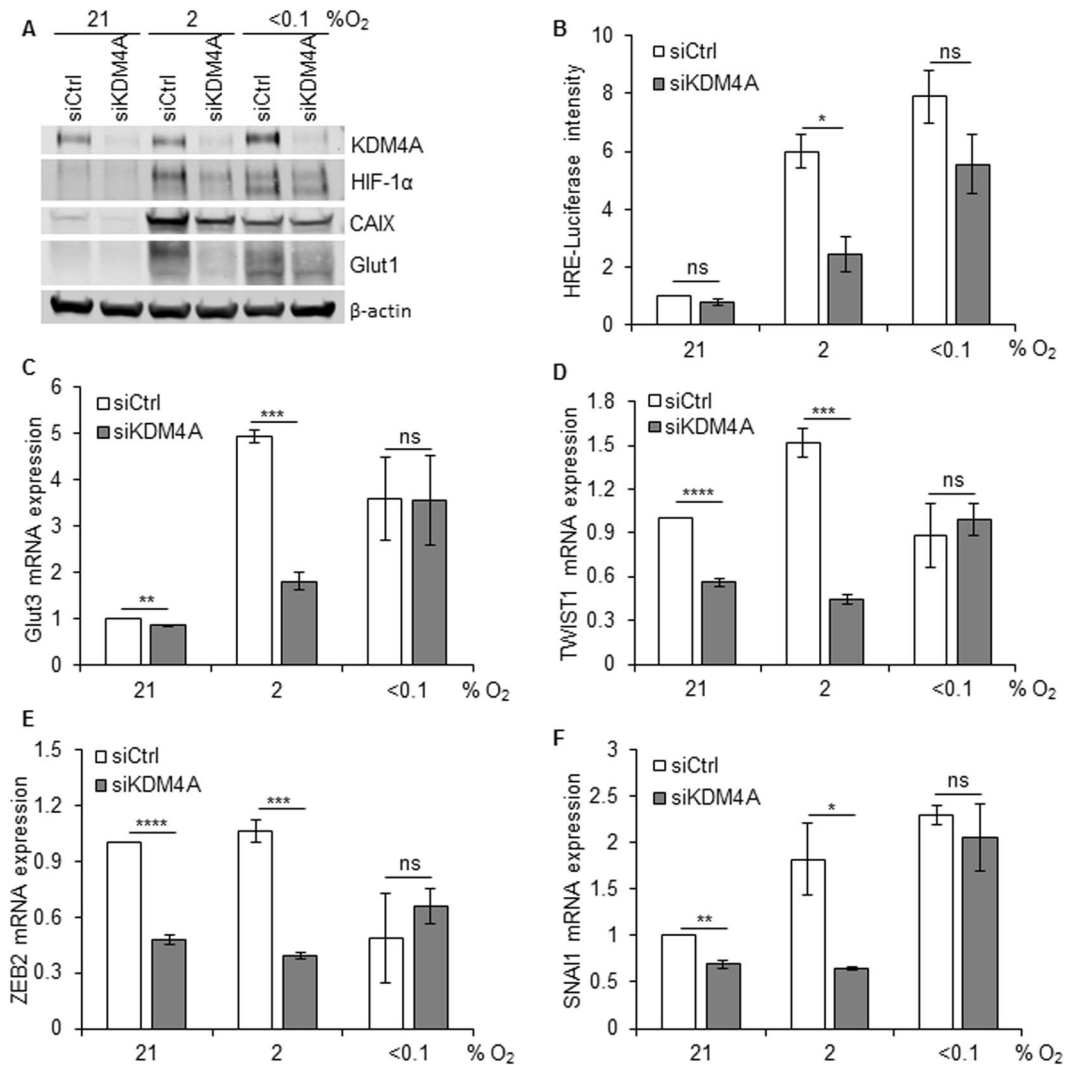 A
21 2 <0.1 %O2
siCtrl siKDM4A siCtrl siKDM4A siCtrl siKDM4A
KDM4A
HIF-1α
CAIX
Glut1
β-actin
B
HRE-Luciferase intensity
10
8
6
4
2
0
siCtrl
siKDM4A
ns
*
ns
21 2 <0.1 % O2
C
Glut3 mRNA expression
6
5
4
3
2
1
0
siCtrl
siKDM4A
**
***
ns
21 2 <0.1 % O2
D
TWIST1 mRNA expression
1.8
1.5
1.2
0.9
0.6
0.3
0
siCtrl
siKDM4A
****
***
ns
21 2 <0.1 % O2
E
ZEB2 mRNA expression
1.5
1.2
0.9
0.6
0.3
0
siCtrl
siKDM4A
****
***
ns
21 2 <0.1 % O2
F
SNAI1 mRNA expression
3
2.5
2
1.5
1
0.5
0
siCtrl
siKDM4A
**
*
ns
21 2 <0.1 % O2